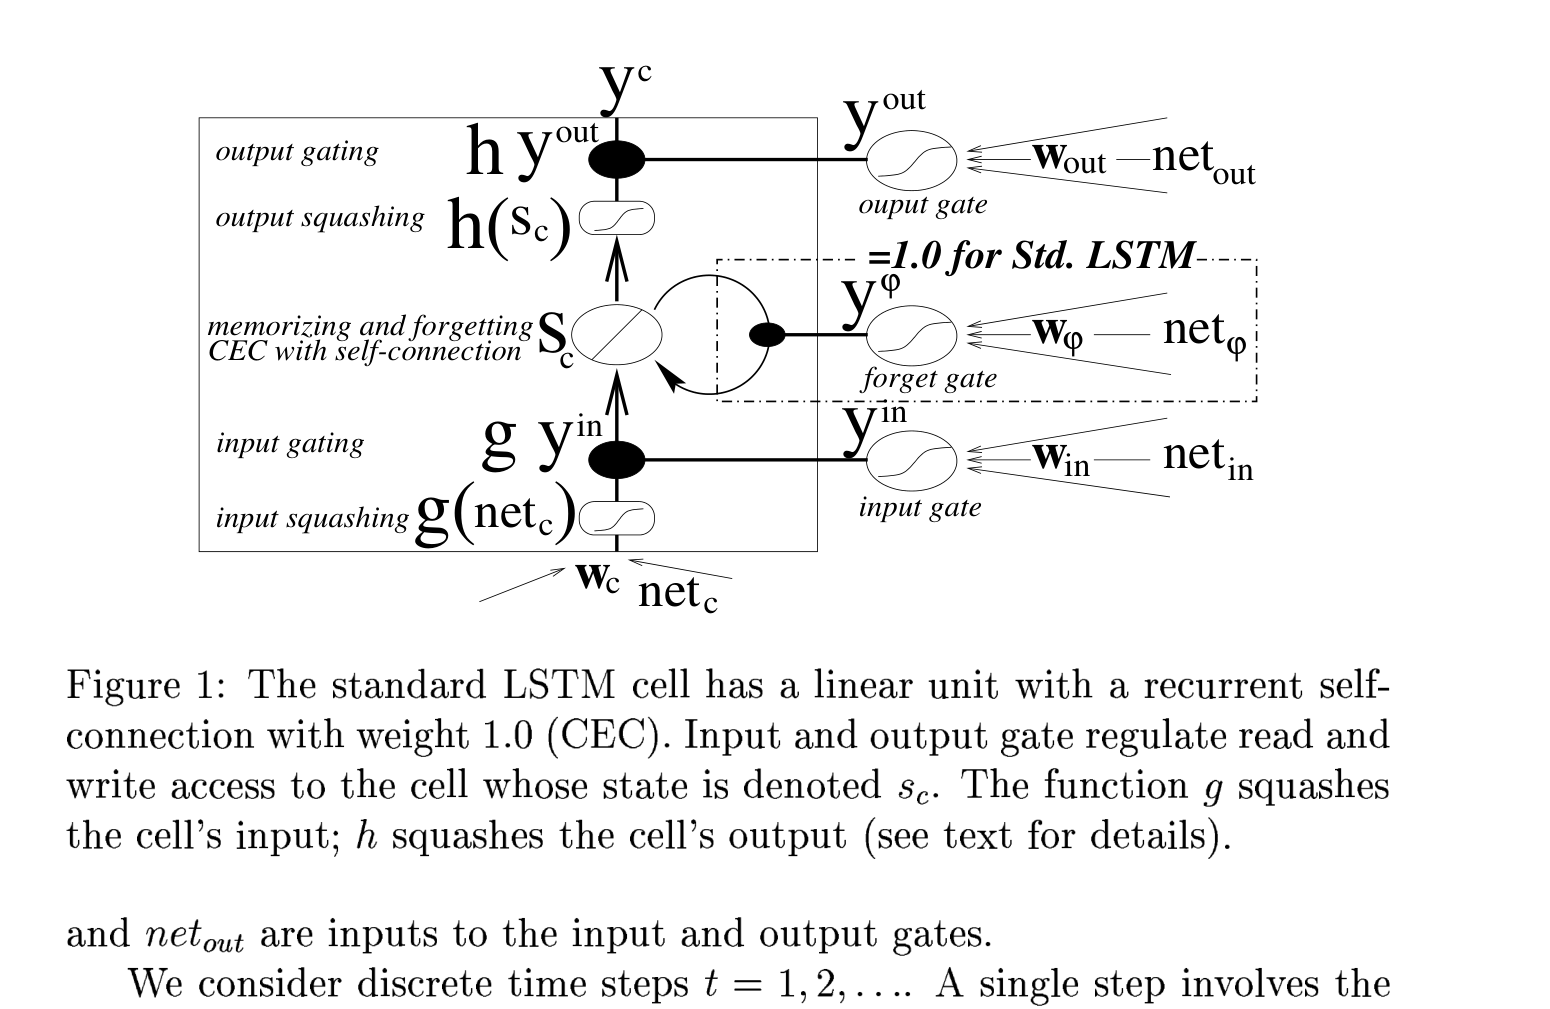 y^c
output gating h y^out y^out w_out net_out
output squashing h(s_c) ouput gate
=1.0 for Std. LSTM
memorizing and forgetting s_c y^φ w_φ net_φ
CEC with self-connection
forget gate
input gating g y^in y^in w_in net_in
input squashing g(net_c) input gate
w_c net_c
Figure 1: The standard LSTM cell has a linear unit with a recurrent self-
connection with weight 1.0 (CEC). Input and output gate regulate read and
write access to the cell whose state is denoted s_c. The function g squashes
the cell's input; h squashes the cell's output (see text for details).
and net_out are inputs to the input and output gates.
We consider discrete time steps t = 1, 2, .... A single step involves the